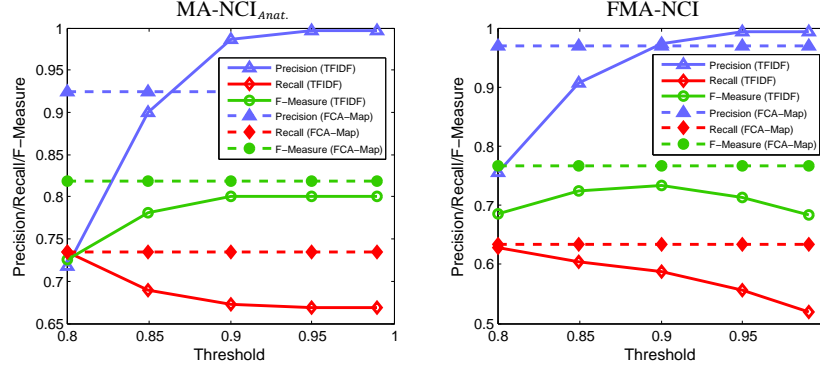 MA-NCI Anat.
Precision/Recall/F-Measure
1
0.95
0.9
0.85
0.8
0.75
0.7
0.65
Precision (TFIDF)
Recall (TFIDF)
F-Measure (TFIDF)
Precision (FCA-Map)
Recall (FCA-Map)
F-Measure (FCA-Map)
0.8 0.85 0.9 0.95 1
Threshold
FMA-NCI
Precision/Recall/F-Measure
1
0.9
0.8
0.7
0.6
0.5
Precision (TFIDF)
Recall (TFIDF)
F-Measure (TFIDF)
Precision (FCA-Map)
Recall (FCA-Map)
F-Measure (FCA-Map)
0.8 0.85 0.9 0.95
Threshold